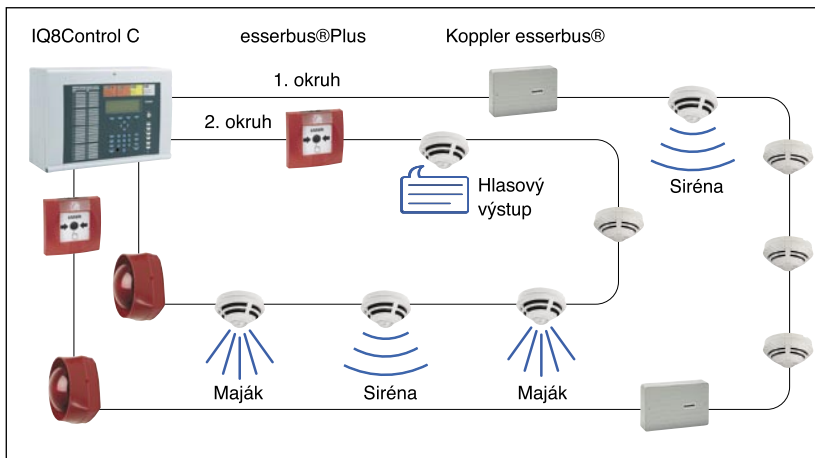 IQ8Control C
esserbus®Plus
Koppler esserbus®
1. okruh
2. okruh
Hlasový
výstup
Siréna
Maják
Siréna
Maják